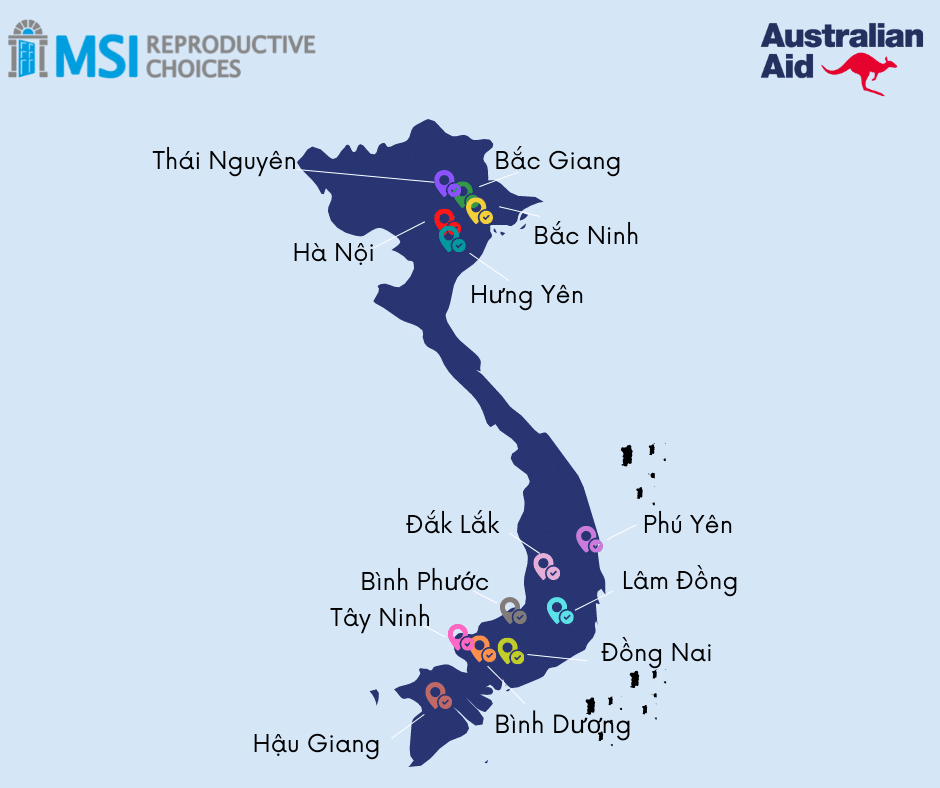 MSI REPRODUCTIVE
CHOICES
Australian
Aid
Thái Nguyên
Bắc Giang
Bắc Ninh
Hà Nội
Hưng Yên
Đắk Lắk
Phú Yên
Bình Phước
Lâm Đồng
Tây Ninh
Đồng Nai
Bình Dương
Hậu Giang